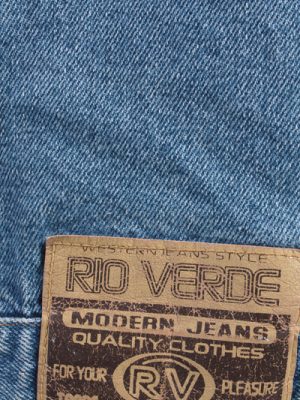 WESTERN JEANS STYLE
RIO VERDE
MODERN JEANS
QUALITY CLOTHES
FOR YOUR RV PLEASURE